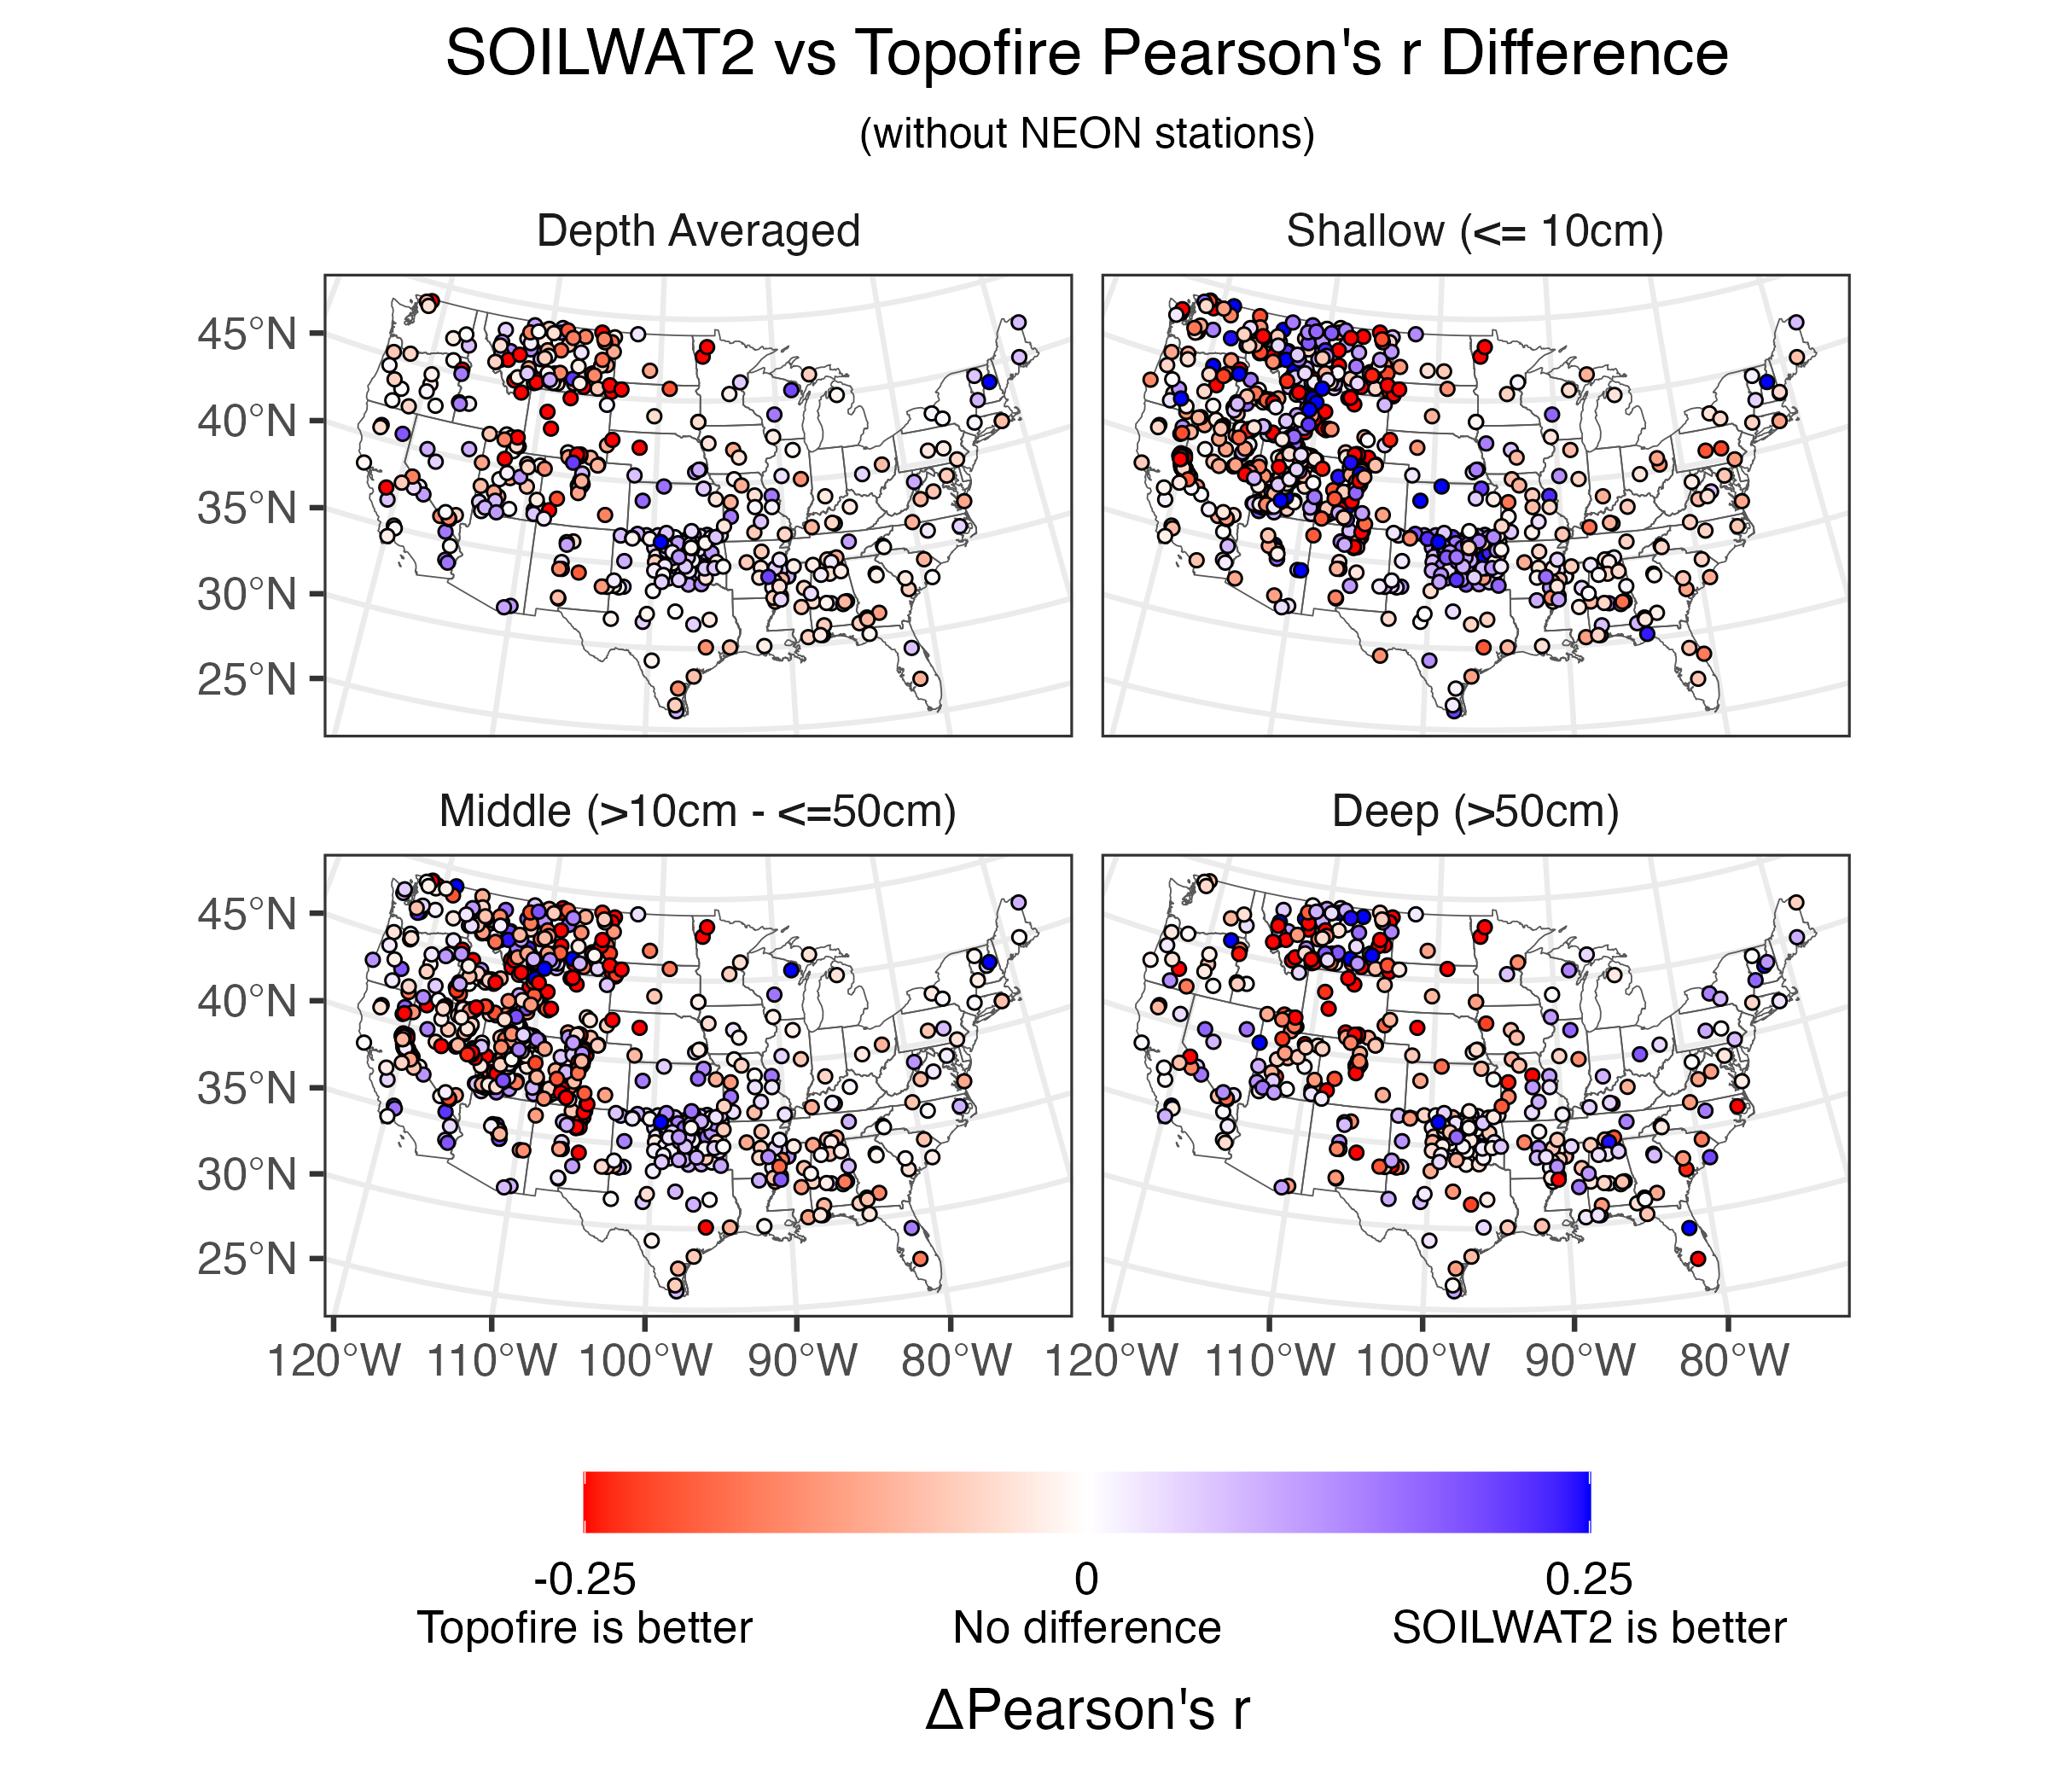 SOILWAT2 vs Topofire Pearson's r Difference
(without NEON stations)
Depth Averaged
Shallow (<= 10cm)
45°N
40°N
35°N
30°N
25°N
Middle (>10cm - <=50cm)
Deep (>50cm)
45°N
40°N
35°N
30°N
25°N
120°W 110°W 100°W 90°W 80°W 120°W 110°W 100°W 90°W 80°W
-0.25 0 0.25
Topofire is better No difference SOILWAT2 is better
ΔPearson's r